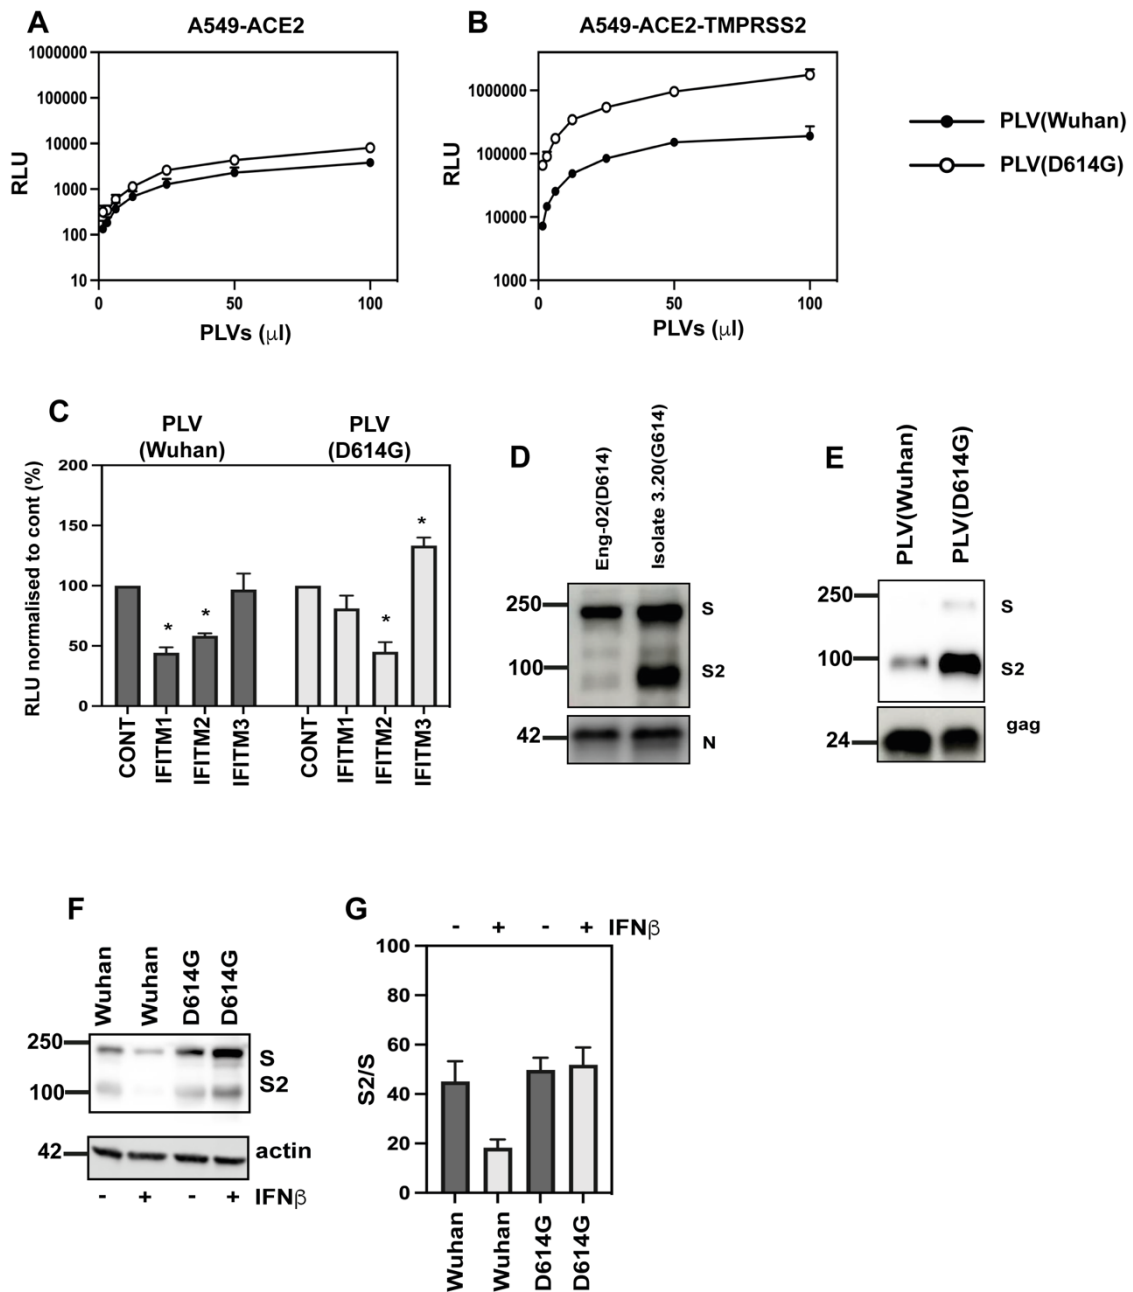 A
A549-ACE2
1000000
100000
10000
1000
100
10
RLU
0
50
100
PLVs (μl)
B
A549-ACE2-TMPRSS2
1000000
100000
10000
1000
RLU
0
50
100
PLVs (μl)
PLV(Wuhan)
PLV(D614G)
C
PLV
(Wuhan)
PLV
(D614G)
RLU normalised to cont (%)
200
150
100
50
0
*
*
*
*
CONT
IFITM1
IFITM2
IFITM3
CONT
IFITM1
IFITM2
IFITM3
D
Eng-02(D614)
Isolate 3.20(G614)
250
100
42
S
S2
N
E
PLV(Wuhan)
PLV(D614G)
250
100
24
S
S2
gag
F
Wuhan
Wuhan
D614G
D614G
250
100
42
S
S2
actin
- + - + IFNβ
G
- + - + IFNβ
S2/S
100
80
60
40
20
0
Wuhan
Wuhan
D614G
D614G